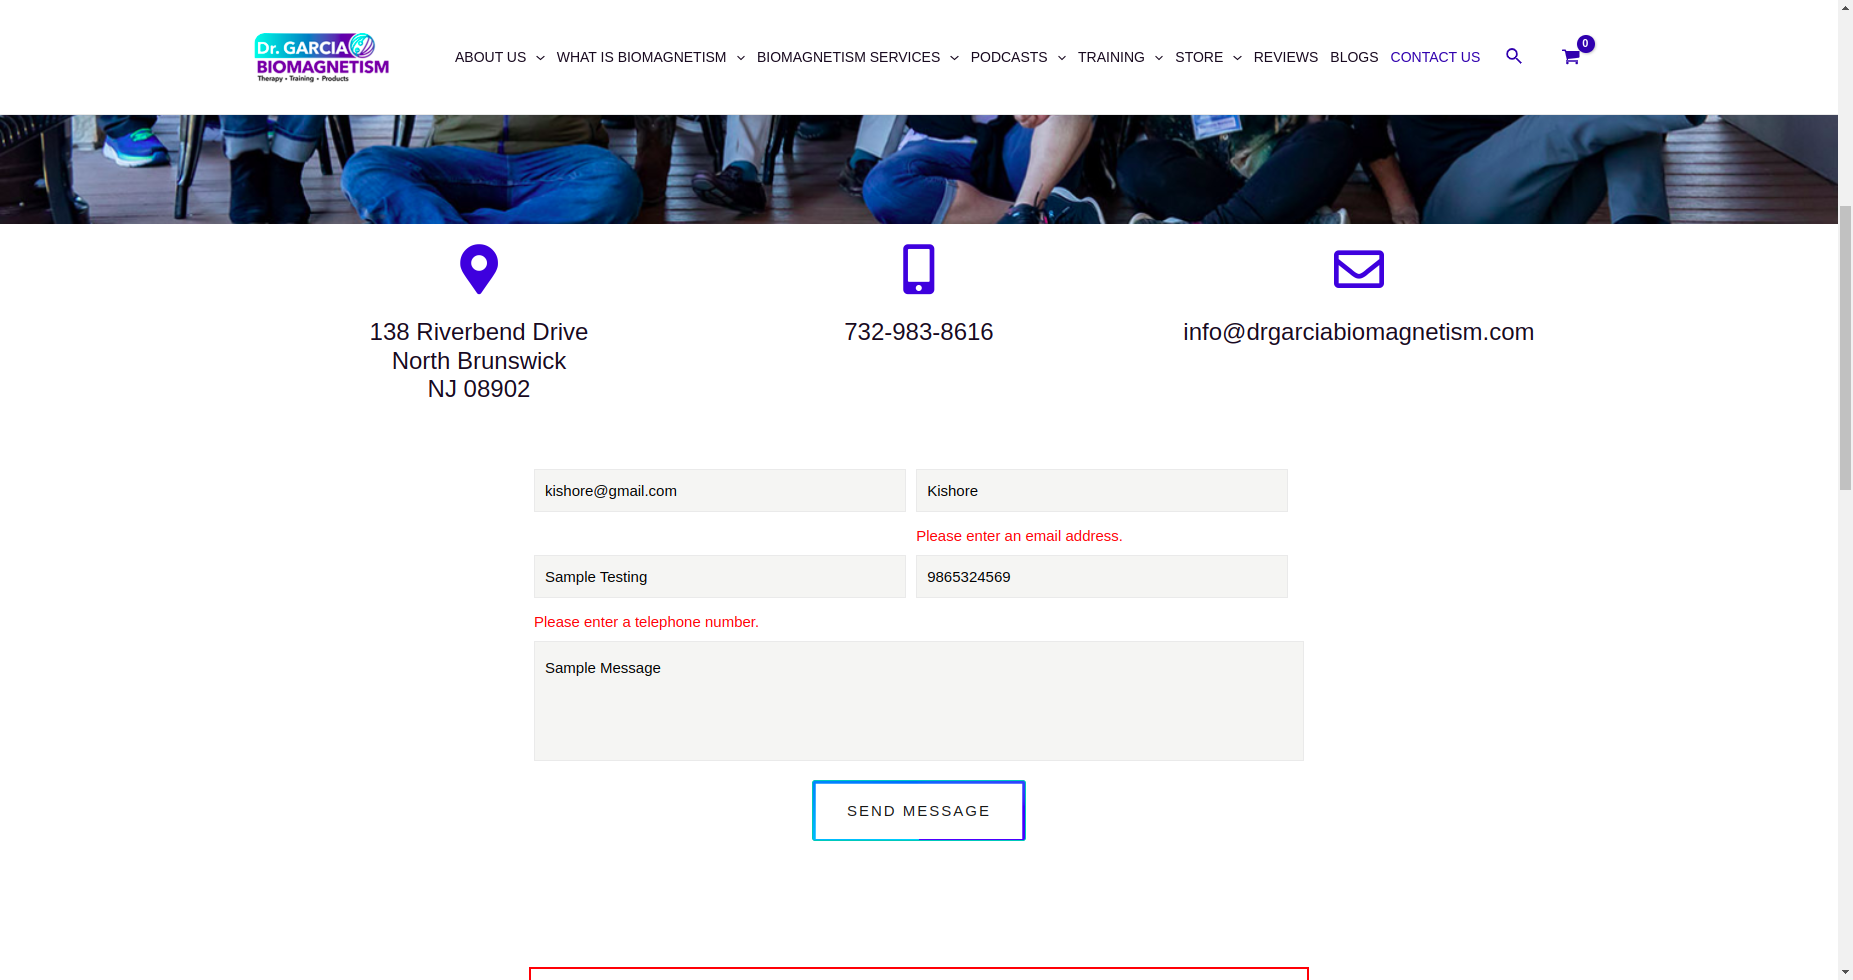 Dr. GARCIA
BIOMAGNETISM
Therapy • Training • Products
ABOUT US WHAT IS BIOMAGNETISM BIOMAGNETISM SERVICES PODCASTS TRAINING STORE REVIEWS BLOGS CONTACT US 0
138 Riverbend Drive
North Brunswick
NJ 08902
732-983-8616
info@drgarciabiomagnetism.com
kishore@gmail.com Kishore
Please enter an email address.
Sample Testing 9865324569
Please enter a telephone number.
Sample Message
SEND MESSAGE